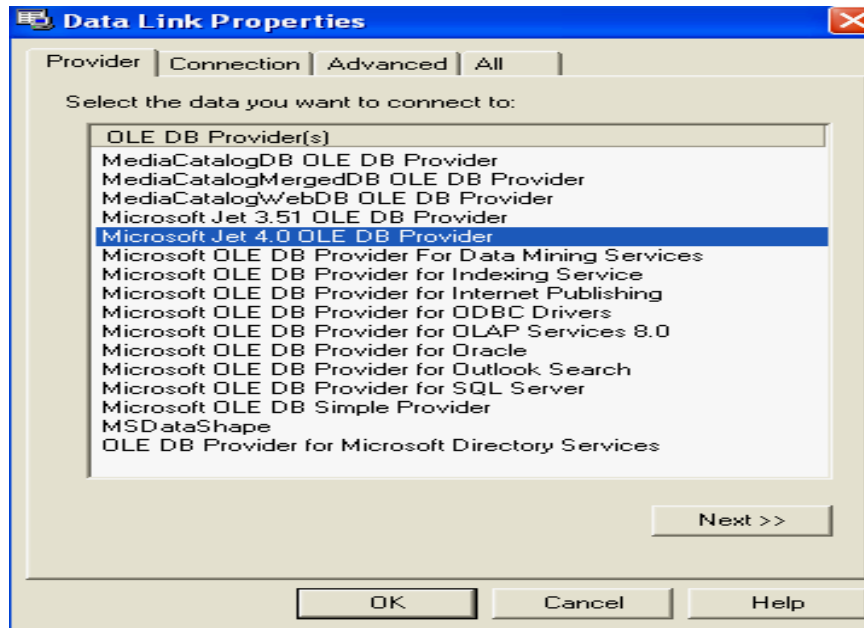 Data Link Properties
Provider Connection Advanced All
Select the data you want to connect to:
OLE DB Provider(s)
MediaCatalogDB OLE DB Provider
MediaCatalogMergedDB OLE DB Provider
MediaCatalogWebDB OLE DB Provider
Microsoft Jet 3.51 OLE DB Provider
Microsoft Jet 4.0 OLE DB Provider
Microsoft OLE DB Provider For Data Mining Services
Microsoft OLE DB Provider for Indexing Service
Microsoft OLE DB Provider for Internet Publishing
Microsoft OLE DB Provider for ODBC Drivers
Microsoft OLE DB Provider for OLAP Services 8.0
Microsoft OLE DB Provider for Oracle
Microsoft OLE DB Provider for Outlook Search
Microsoft OLE DB Provider for SQL Server
Microsoft OLE DB Simple Provider
MSDataShape
OLE DB Provider for Microsoft Directory Services
Next >>
OK Cancel Help